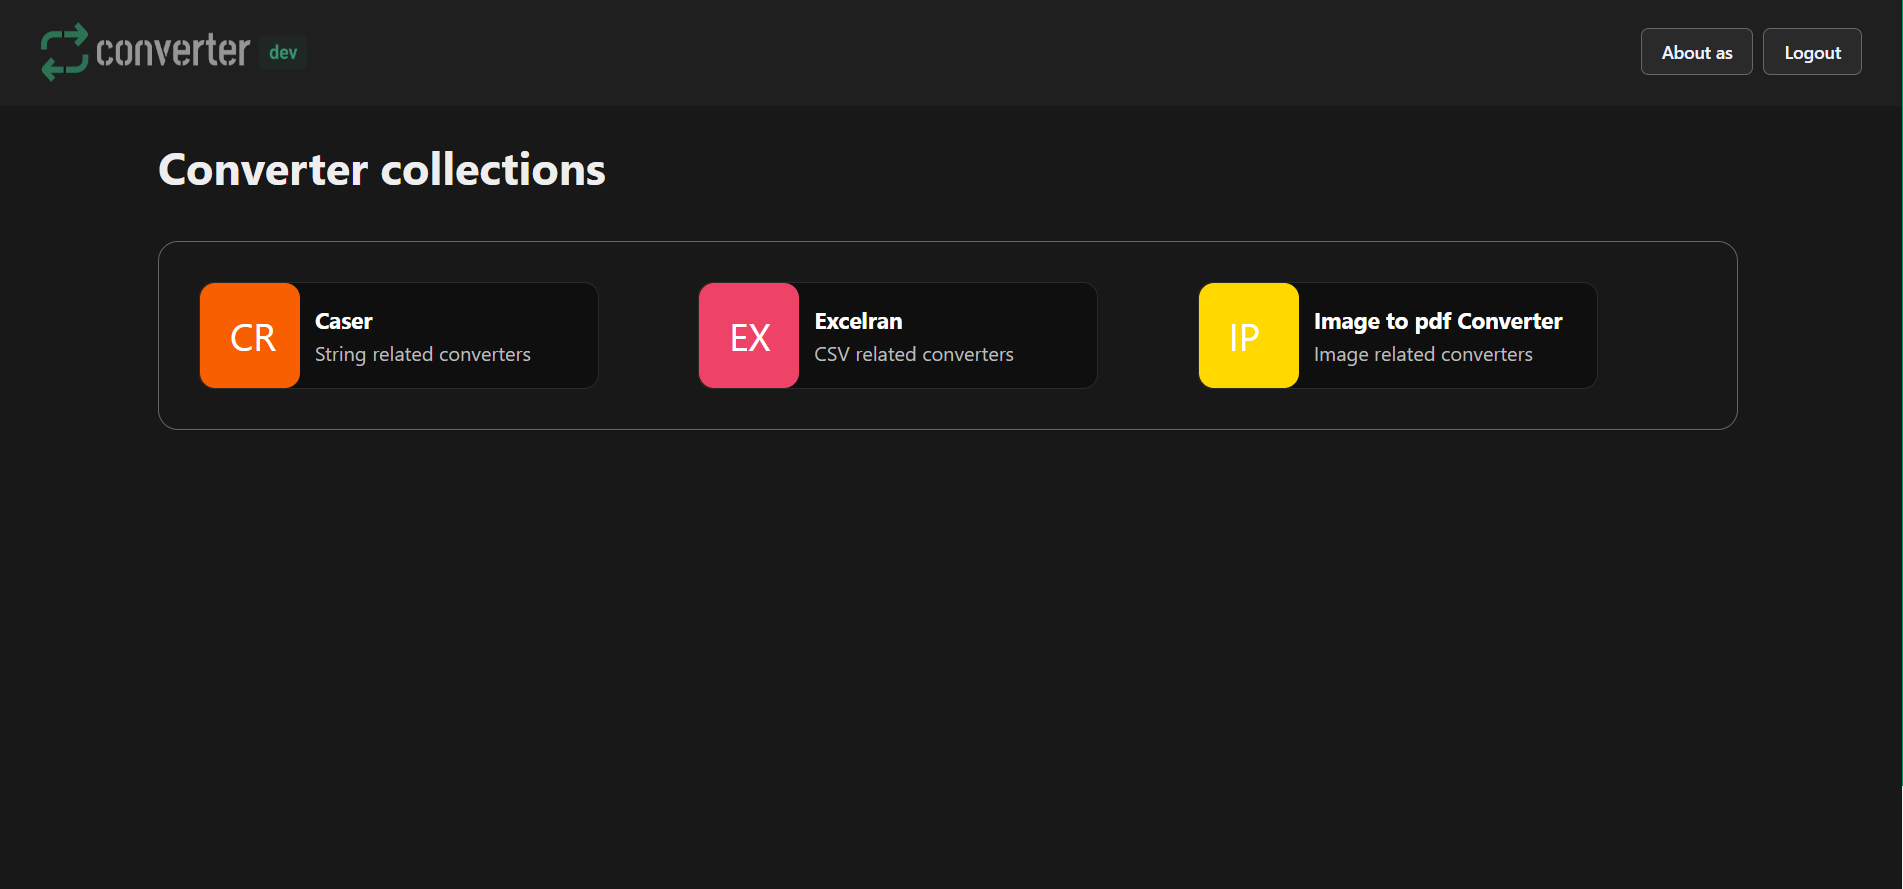 converter dev
About as
Logout
Converter collections
CR
Caser
String related converters
EX
Excelran
CSV related converters
IP
Image to pdf Converter
Image related converters